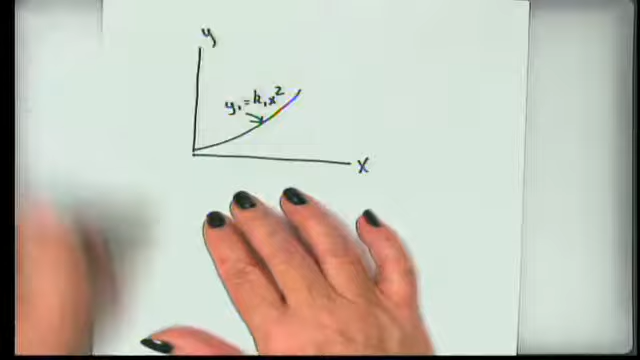 y
y₁ = k₁x²
x